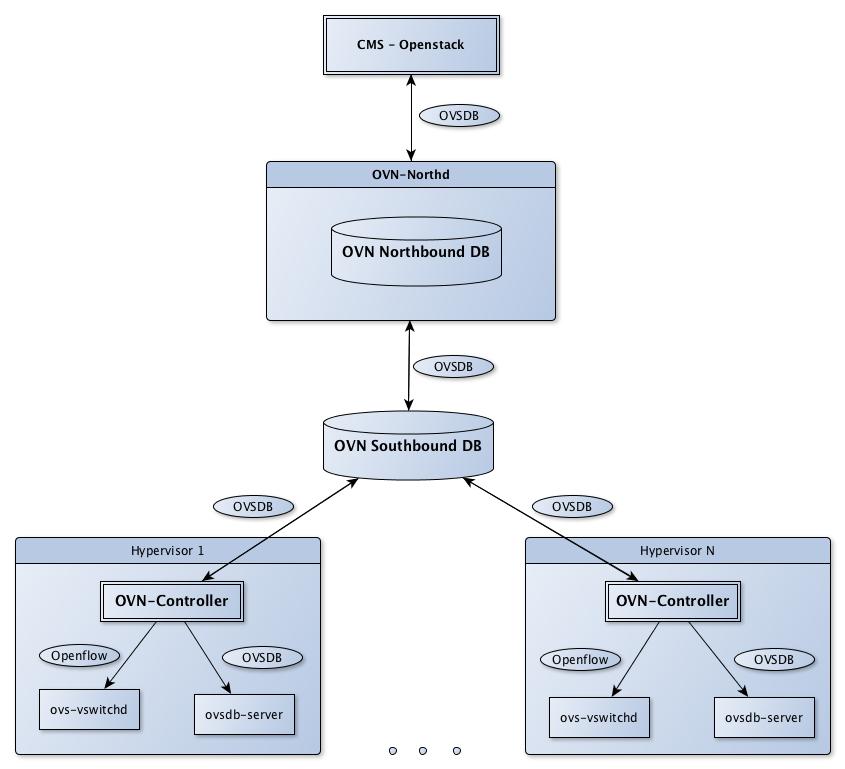 CMS - Openstack
OVSDB
OVN-Northd
OVN Northbound DB
OVSDB
OVN Southbound DB
OVSDB
OVSDB
Hypervisor 1
OVN-Controller
Openflow
OVSDB
ovs-vswitchd
ovsdb-server
Hypervisor N
OVN-Controller
Openflow
OVSDB
ovs-vswitchd
ovsdb-server